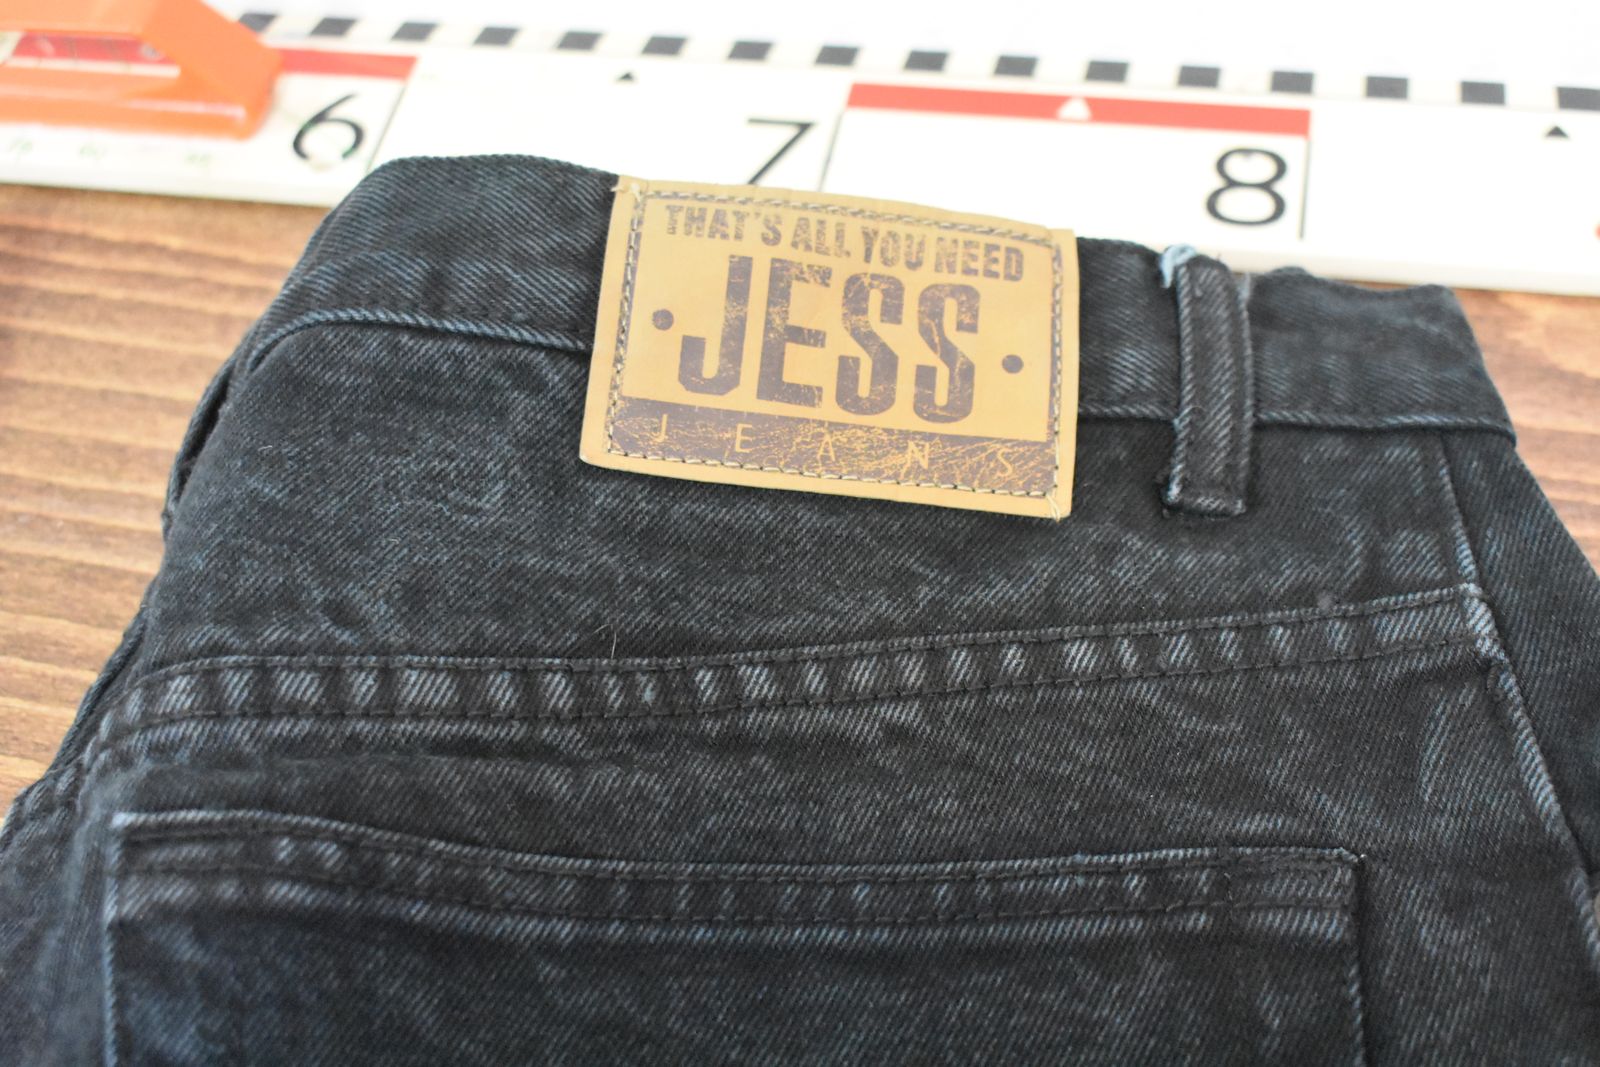 6 7 8
THAT'S ALL YOU NEED
JESS
JEANS